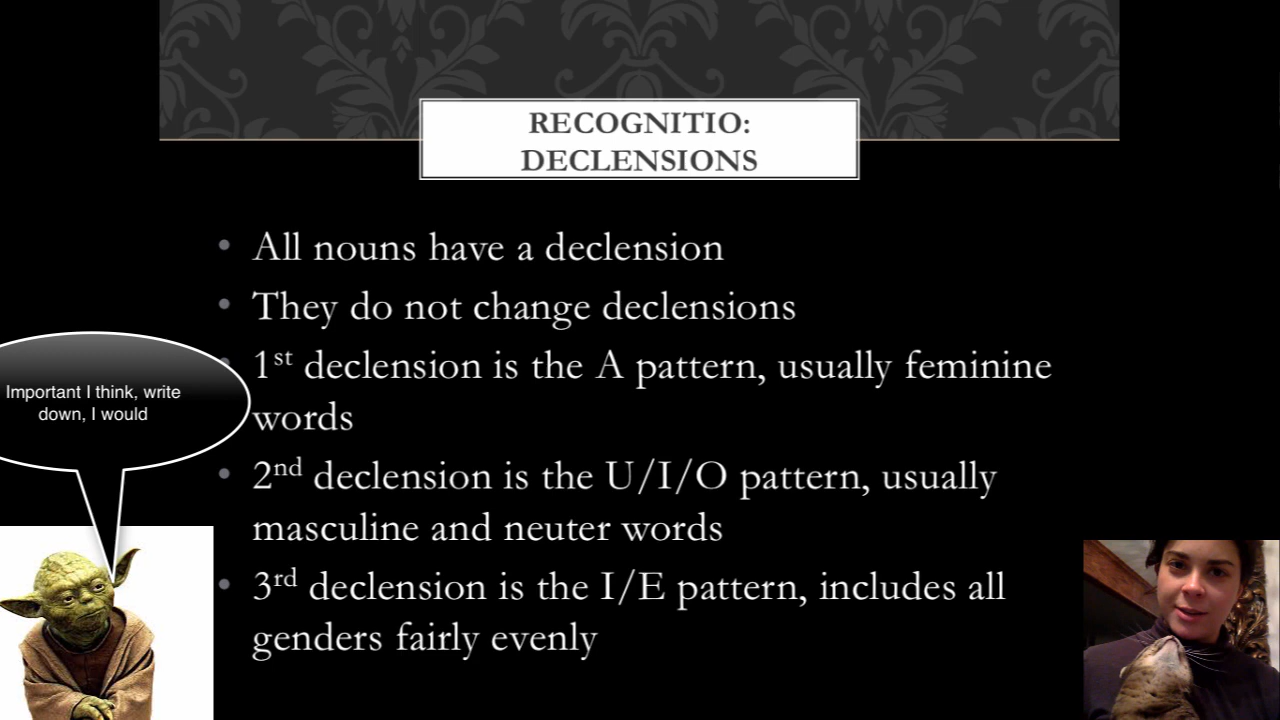 RECOGNITIO:
DECLENSIONS
• All nouns have a declension
• They do not change declensions
• 1st declension is the A pattern, usually feminine
words
• 2nd declension is the U/I/O pattern, usually
masculine and neuter words
• 3rd declension is the I/E pattern, includes all
genders fairly evenly
Important I think, write
down, I would